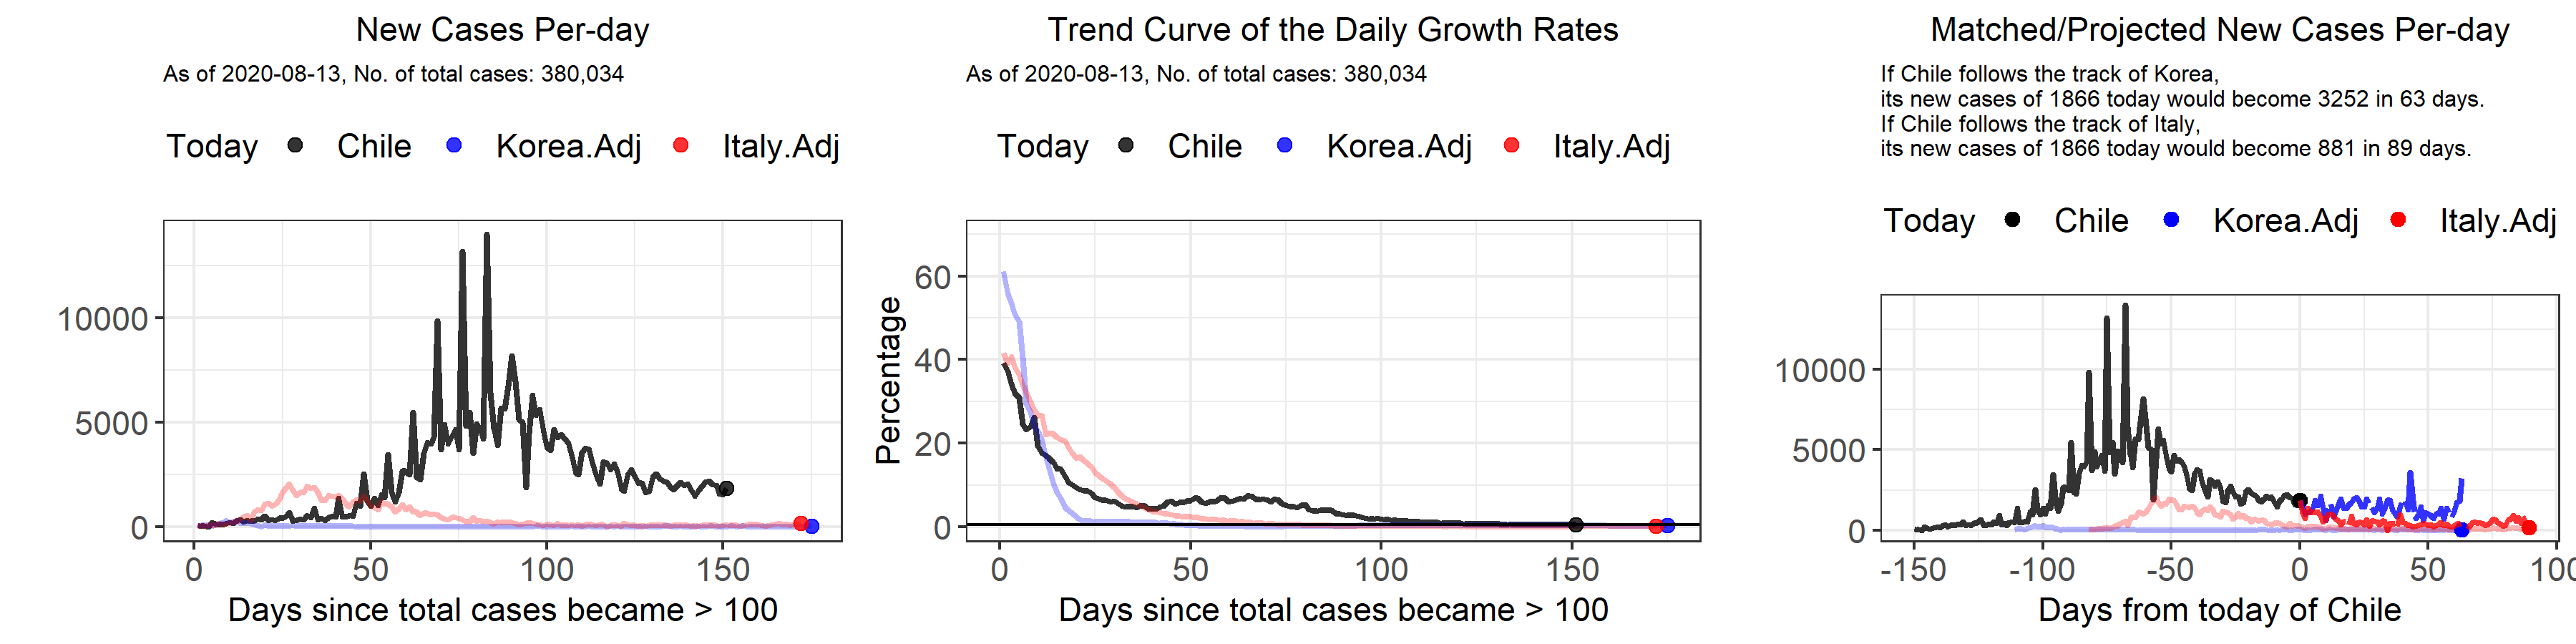 New Cases Per-day
As of 2020-08-13, No. of total cases: 380,034
Today Chile Korea.Adj Italy.Adj
10000
5000
0
0 50 100 150
Days since total cases became > 100
Trend Curve of the Daily Growth Rates
As of 2020-08-13, No. of total cases: 380,034
Today Chile Korea.Adj Italy.Adj
Percentage
60
40
20
0
0 50 100 150
Days since total cases became > 100
Matched/Projected New Cases Per-day
If Chile follows the track of Korea,
its new cases of 1866 today would become 3252 in 63 days.
If Chile follows the track of Italy,
its new cases of 1866 today would become 881 in 89 days.
Today Chile Korea.Adj Italy.Adj
10000
5000
0
-150 -100 -50 0 50 100
Days from today of Chile